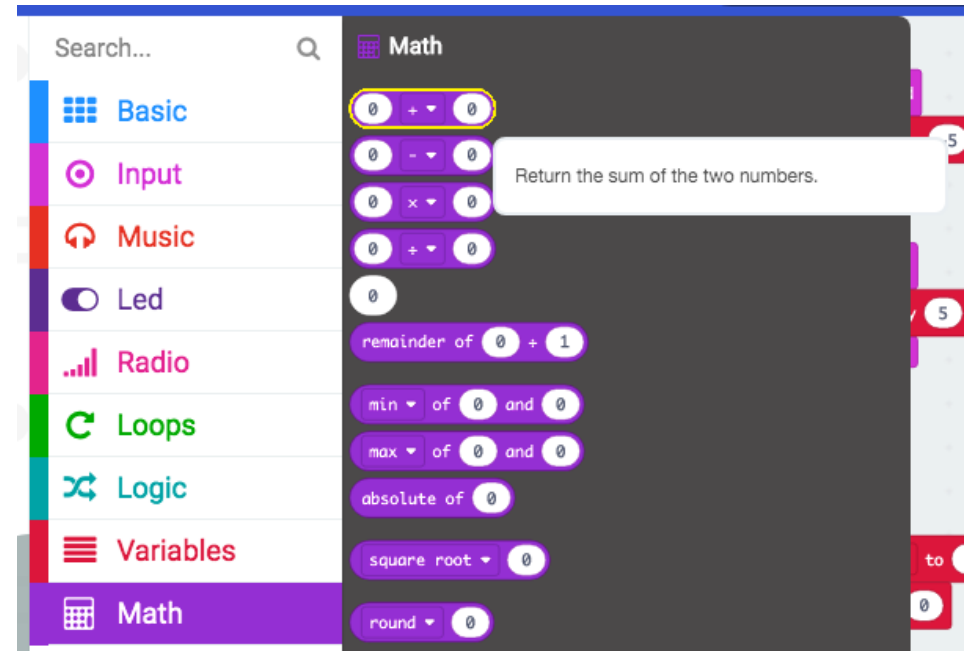 Search...
Basic
Input
Music
Led
Radio
Loops
Logic
Variables
Math
Math
0 + 0
0 - 0
0 × 0
0 ÷ 0
0
remainder of 0 ÷ 1
min of 0 and 0
max of 0 and 0
absolute of 0
square root 0
round 0
Return the sum of the two numbers.
5
5
to
0